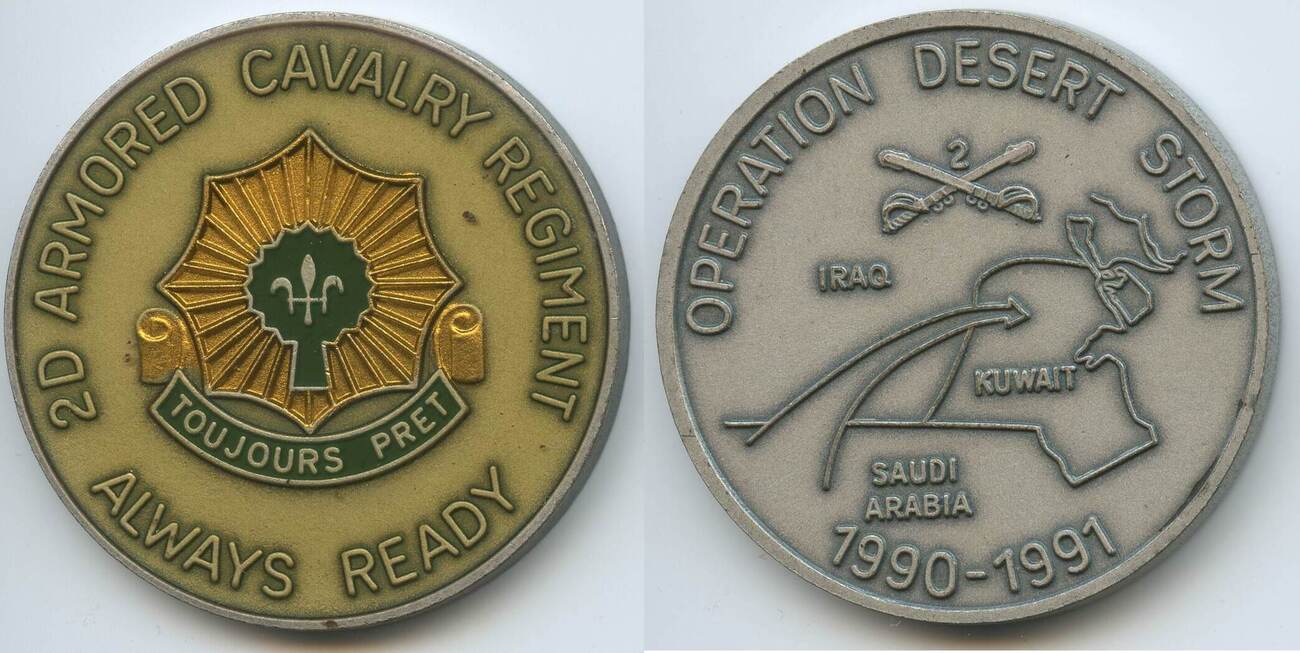 2D ARMORED CAVALRY REGIMENT
TOUJOURS PRET
ALWAYS READY
OPERATION DESERT STORM
2
IRAQ
KUWAIT
SAUDI
ARABIA
1990-1991